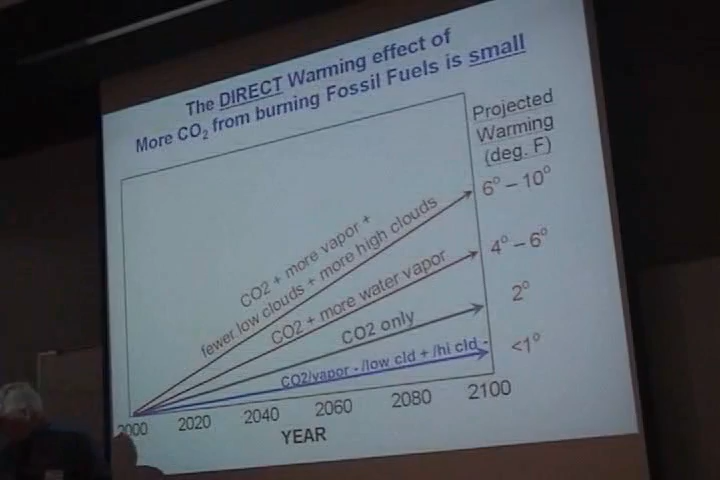 The DIRECT Warming effect of
More CO2 from burning Fossil Fuels is small
Projected
Warming
(deg. F)
6° – 10°
CO2 + more vapor +
fewer low clouds + more high clouds
4° – 6°
CO2 + more water vapor
2°
CO2 only
<1°
CO2/vapor - /low cld + /hi cld -
2000 2020 2040 2060 2080 2100
YEAR